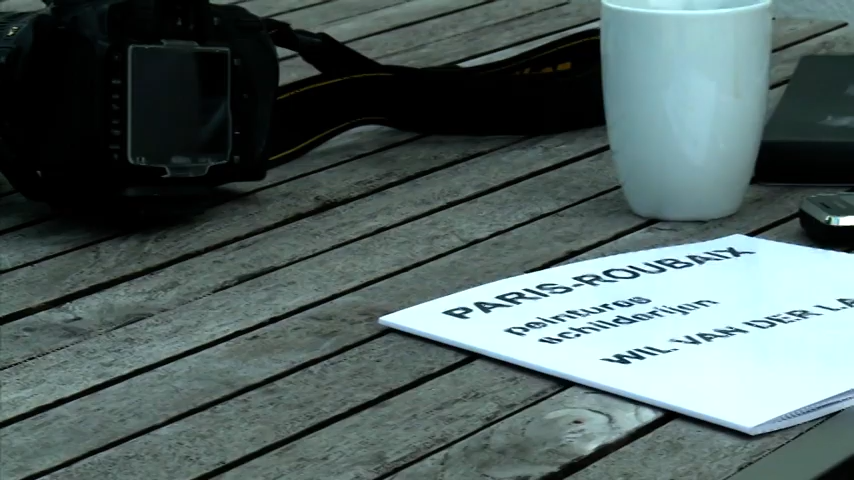 PARIS-ROUBAIX
peintures
schilderijen
WIL VAN DER LA